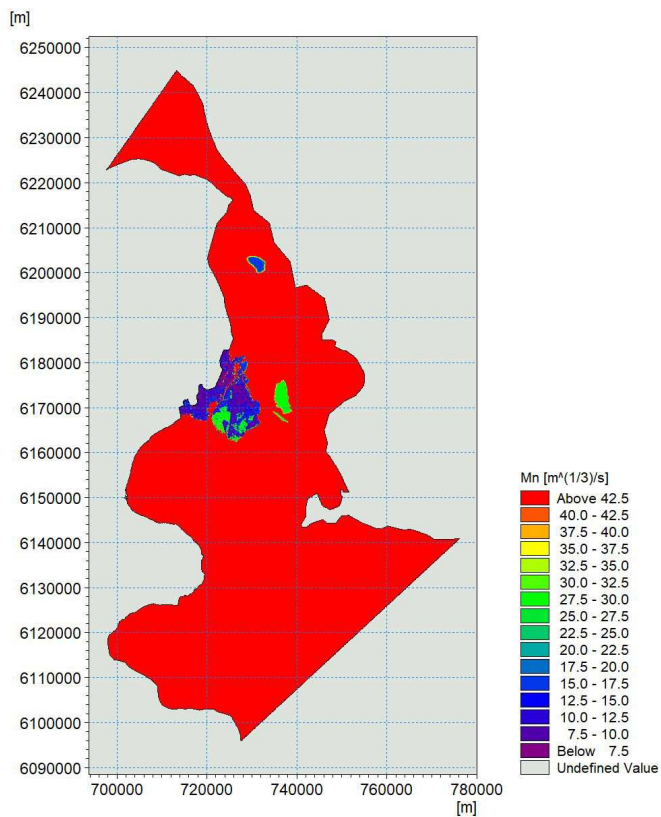 [m]
6250000
6240000
6230000
6220000
6210000
6200000
6190000
6180000
6170000
6160000
6150000
6140000
6130000
6120000
6110000
6100000
6090000
700000 720000 740000 760000 780000
[m]
Mn [m^(1/3)/s]
Above 42.5
40.0 - 42.5
37.5 - 40.0
35.0 - 37.5
32.5 - 35.0
30.0 - 32.5
27.5 - 30.0
25.0 - 27.5
22.5 - 25.0
20.0 - 22.5
17.5 - 20.0
15.0 - 17.5
12.5 - 15.0
10.0 - 12.5
7.5 - 10.0
Below 7.5
Undefined Value